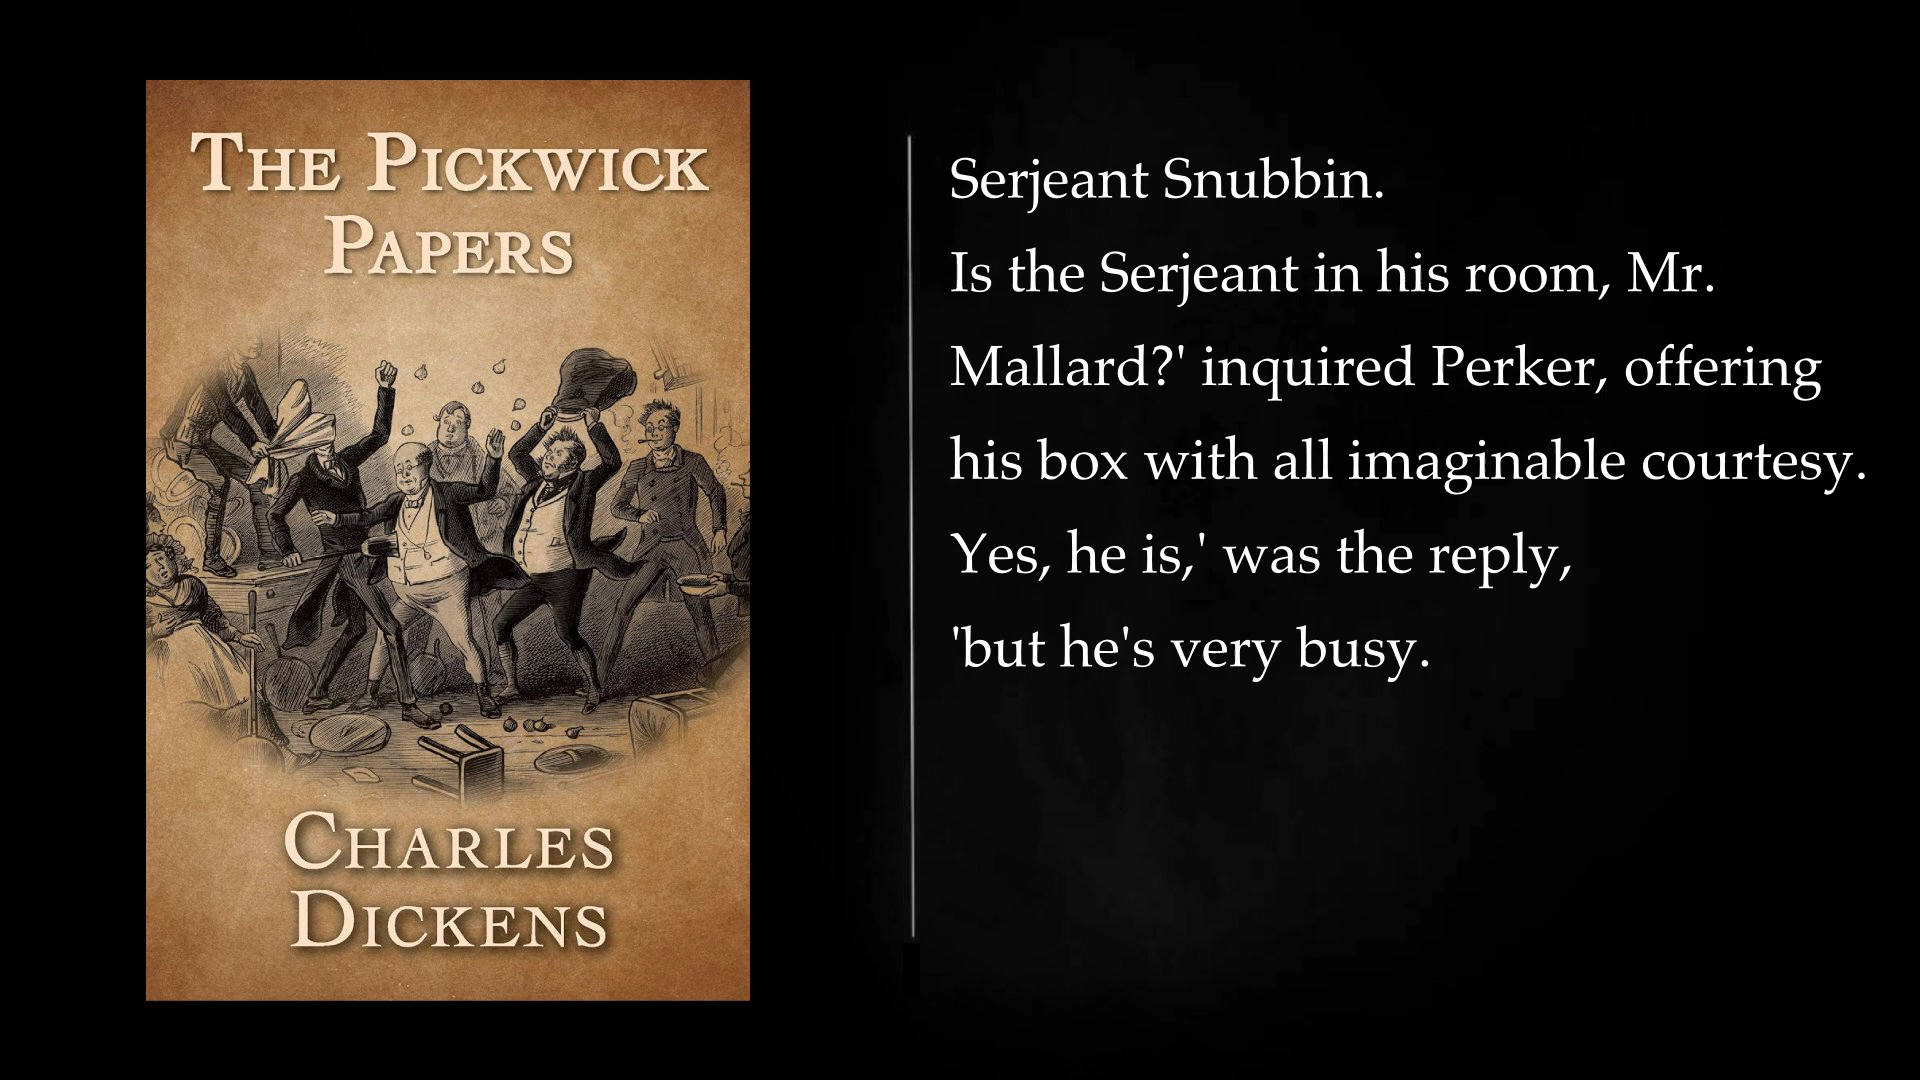 THE PICKWICK
PAPERS
CHARLES
DICKENS
Serjeant Snubbin.
Is the Serjeant in his room, Mr.
Mallard?' inquired Perker, offering
his box with all imaginable courtesy.
Yes, he is,' was the reply,
'but he's very busy.